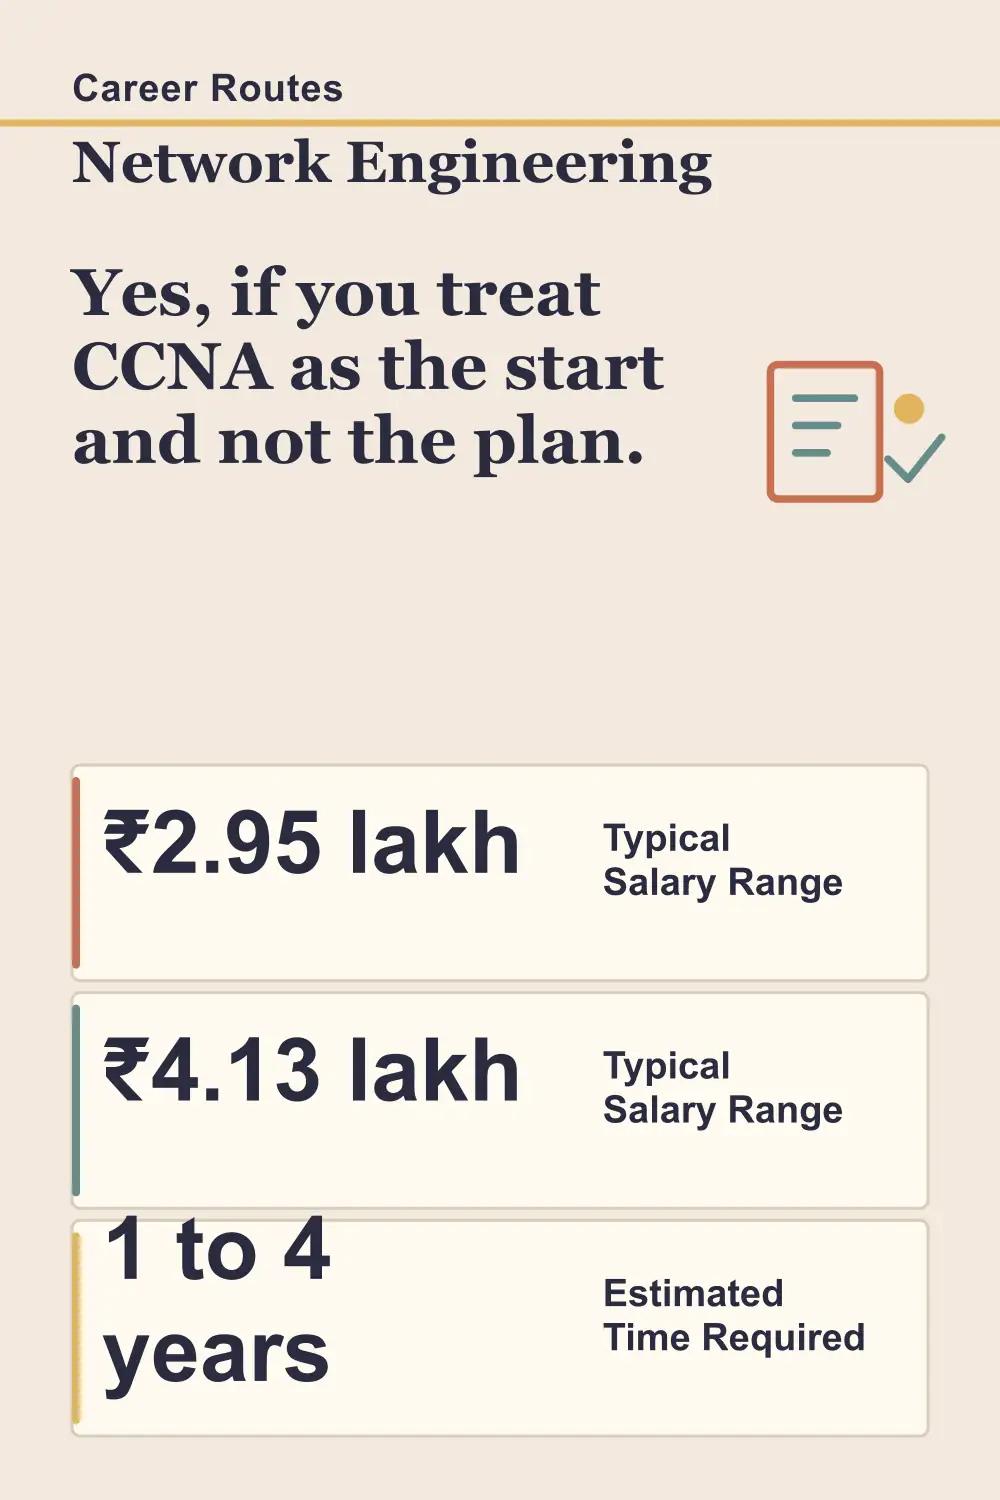 Career Routes
Network Engineering
Yes, if you treat
CCNA as the start
and not the plan.
₹2.95 lakh
Typical
Salary Range
₹4.13 lakh
Typical
Salary Range
1 to 4
years
Estimated
Time Required